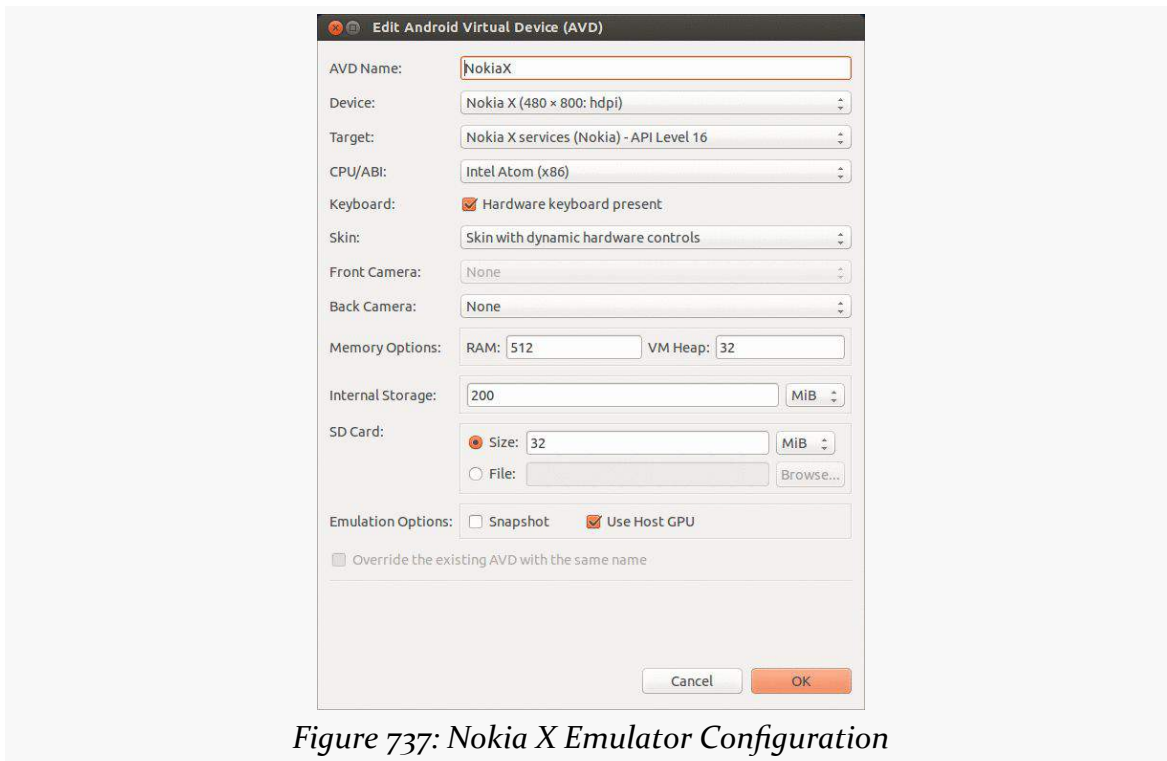 Edit Android Virtual Device (AVD)
AVD Name: NokiaX
Device: Nokia X (480 × 800: hdpi)
Target: Nokia X services (Nokia) - API Level 16
CPU/ABI: Intel Atom (x86)
Keyboard: Hardware keyboard present
Skin: Skin with dynamic hardware controls
Front Camera: None
Back Camera: None
Memory Options: RAM: 512 VM Heap: 32
Internal Storage: 200 MiB
SD Card:
Size: 32 MiB
File: Browse...
Emulation Options: Snapshot Use Host GPU
Override the existing AVD with the same name
Cancel OK
Figure 737: Nokia X Emulator Configuration